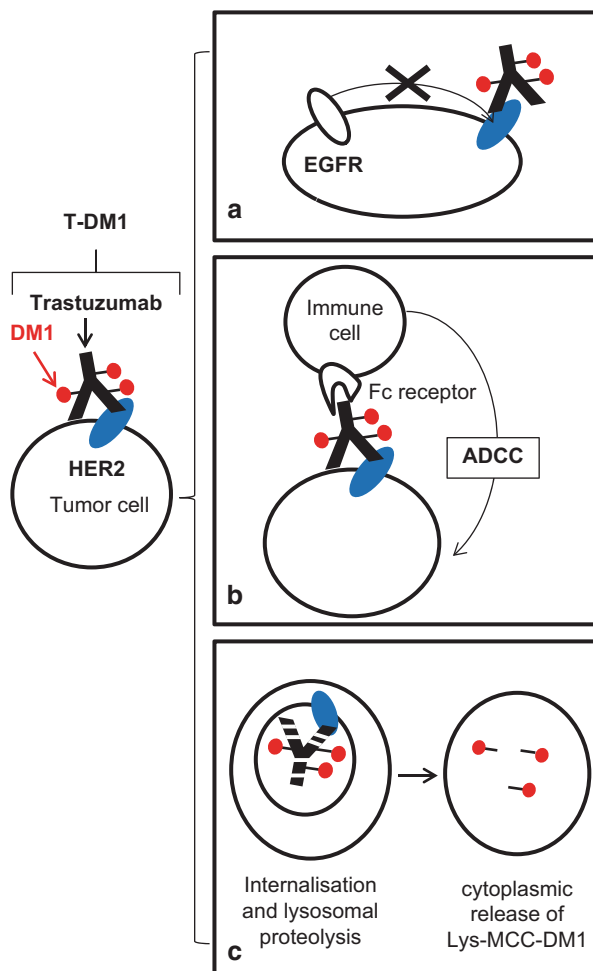 T-DM1
Trastuzumab
DM1
HER2
Tumor cell
EGFR
a
Immune
cell
Fc receptor
ADCC
b
Internalisation
and lysosomal
proteolysis
cytoplasmic
release of
Lys-MCC-DM1
c